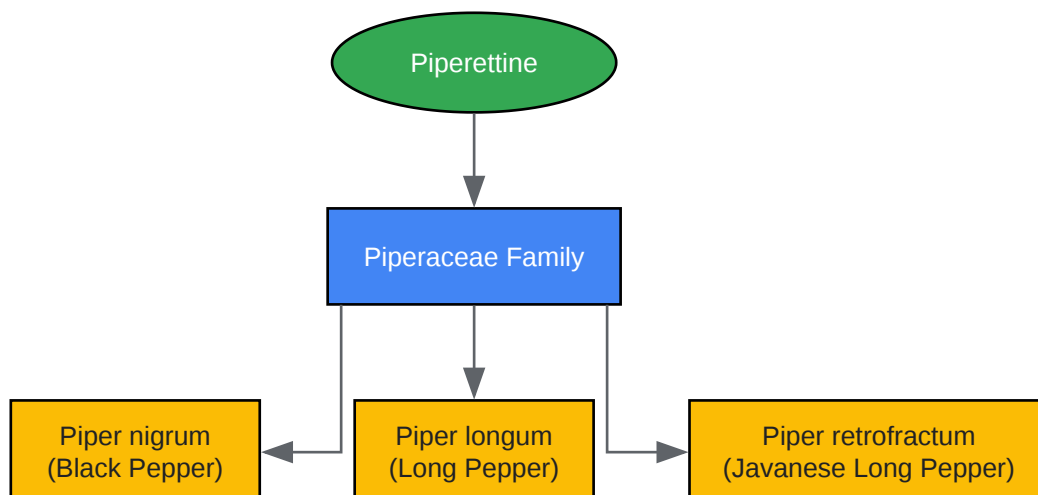 Piperettine
Piperaceae Family
Piper nigrum
(Black Pepper)
Piper longum
(Long Pepper)
Piper retrofractum
(Javanese Long Pepper)